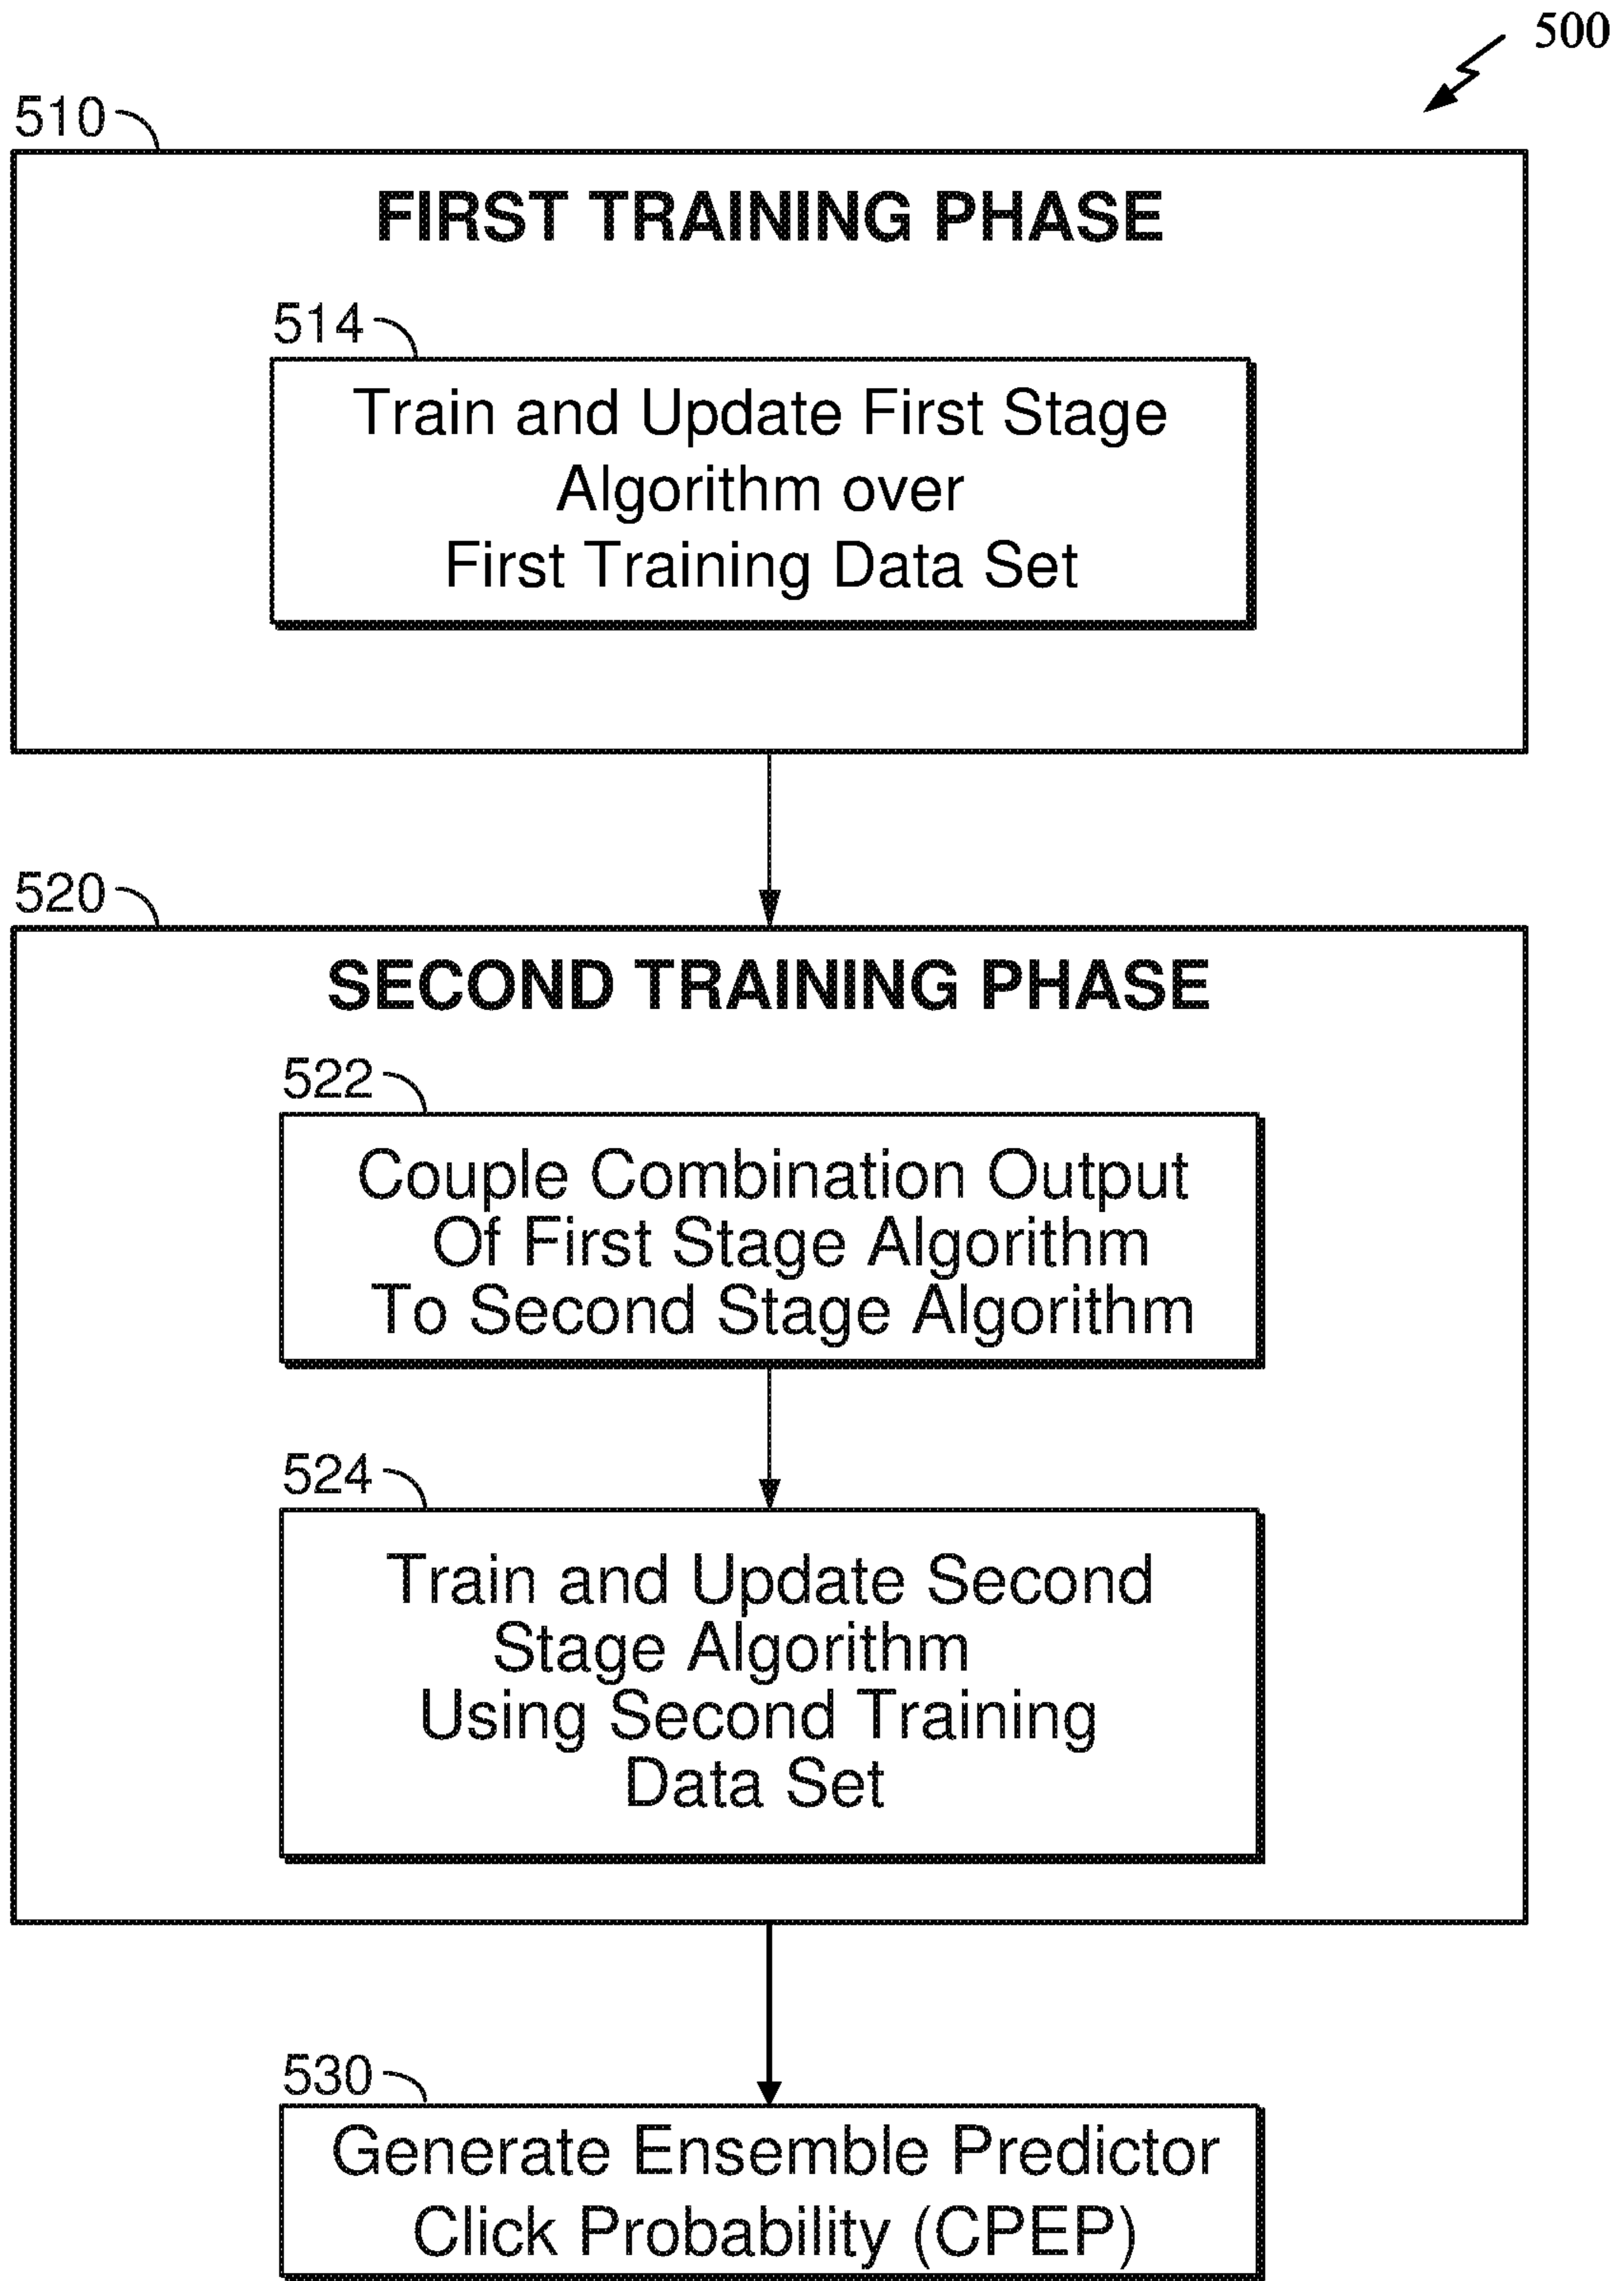 500
510
FIRST TRAINING PHASE
514
Train and Update First Stage
Algorithm over
First Training Data Set
520
SECOND TRAINING PHASE
522
Couple Combination Output
Of First Stage Algorithm
To Second Stage Algorithm
524
Train and Update Second
Stage Algorithm
Using Second Training
Data Set
530
Generate Ensemble Predictor
Click Probability (CPEP)